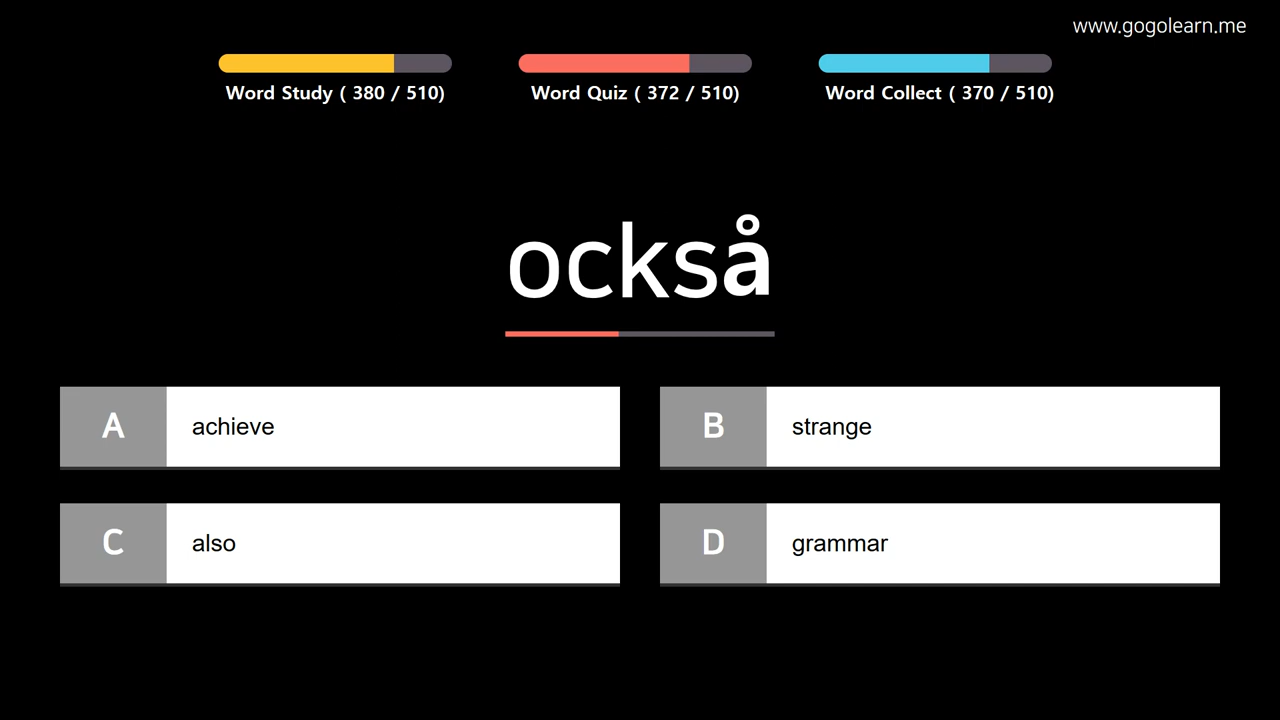 www.gogolearn.me
Word Study ( 380 / 510)
Word Quiz ( 372 / 510)
Word Collect ( 370 / 510)
också
A achieve
B strange
C also
D grammar